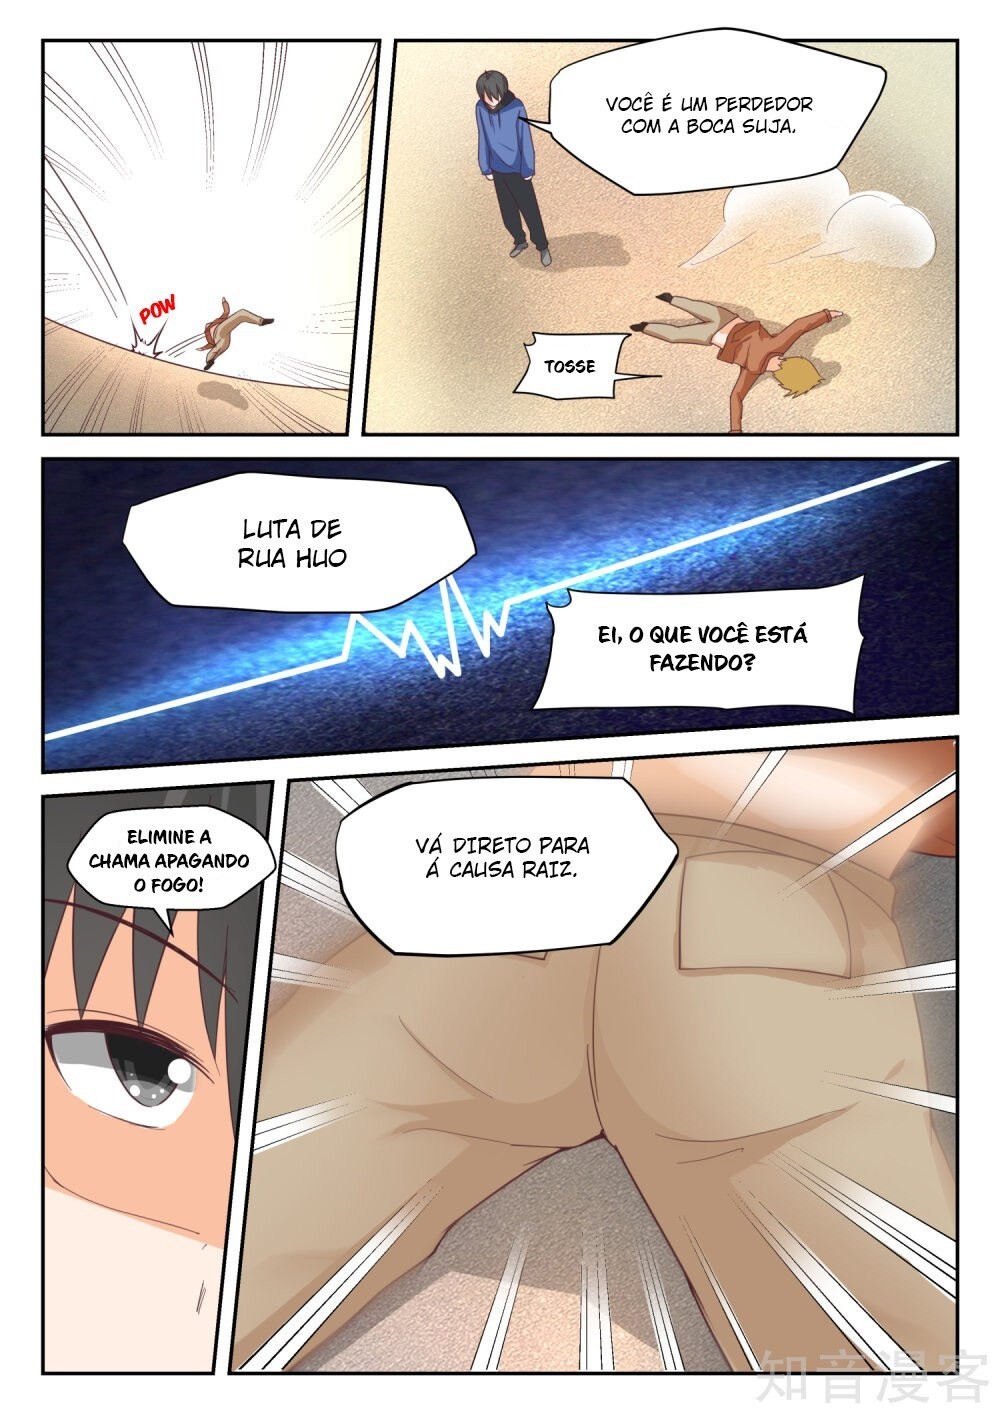 VOCÊ É UM PERDEDOR
COM A BOCA SUJA.
POW
TOSSE
LUTA DE
RUA HUO
EI, O QUE VOCÊ ESTÁ
FAZENDO?
ELIMINE A
CHAMA APAGANDO
O FOGO!
VÁ DIRETO PARA
Á CAUSA RAIZ.
知音漫客